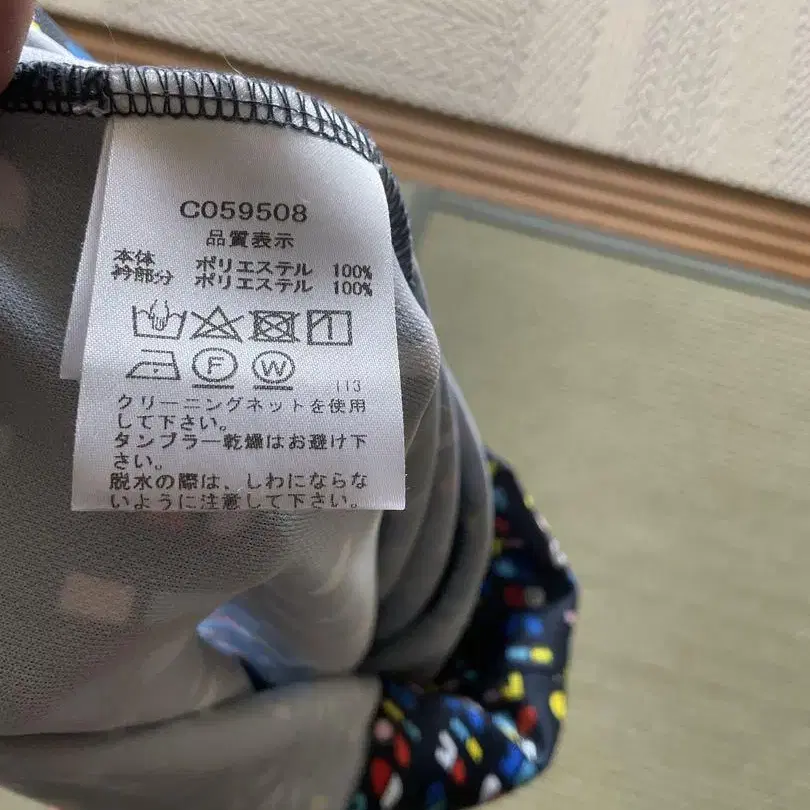 C059508
品質表示
本体 ポリエステル 100%
衿部分 ポリエステル 100%
F W 113
クリーニングネットを使用
して下さい。
タンブラー乾燥はお避け下
さい。
脱水の際は、しわにならな
いように注意して下さい。